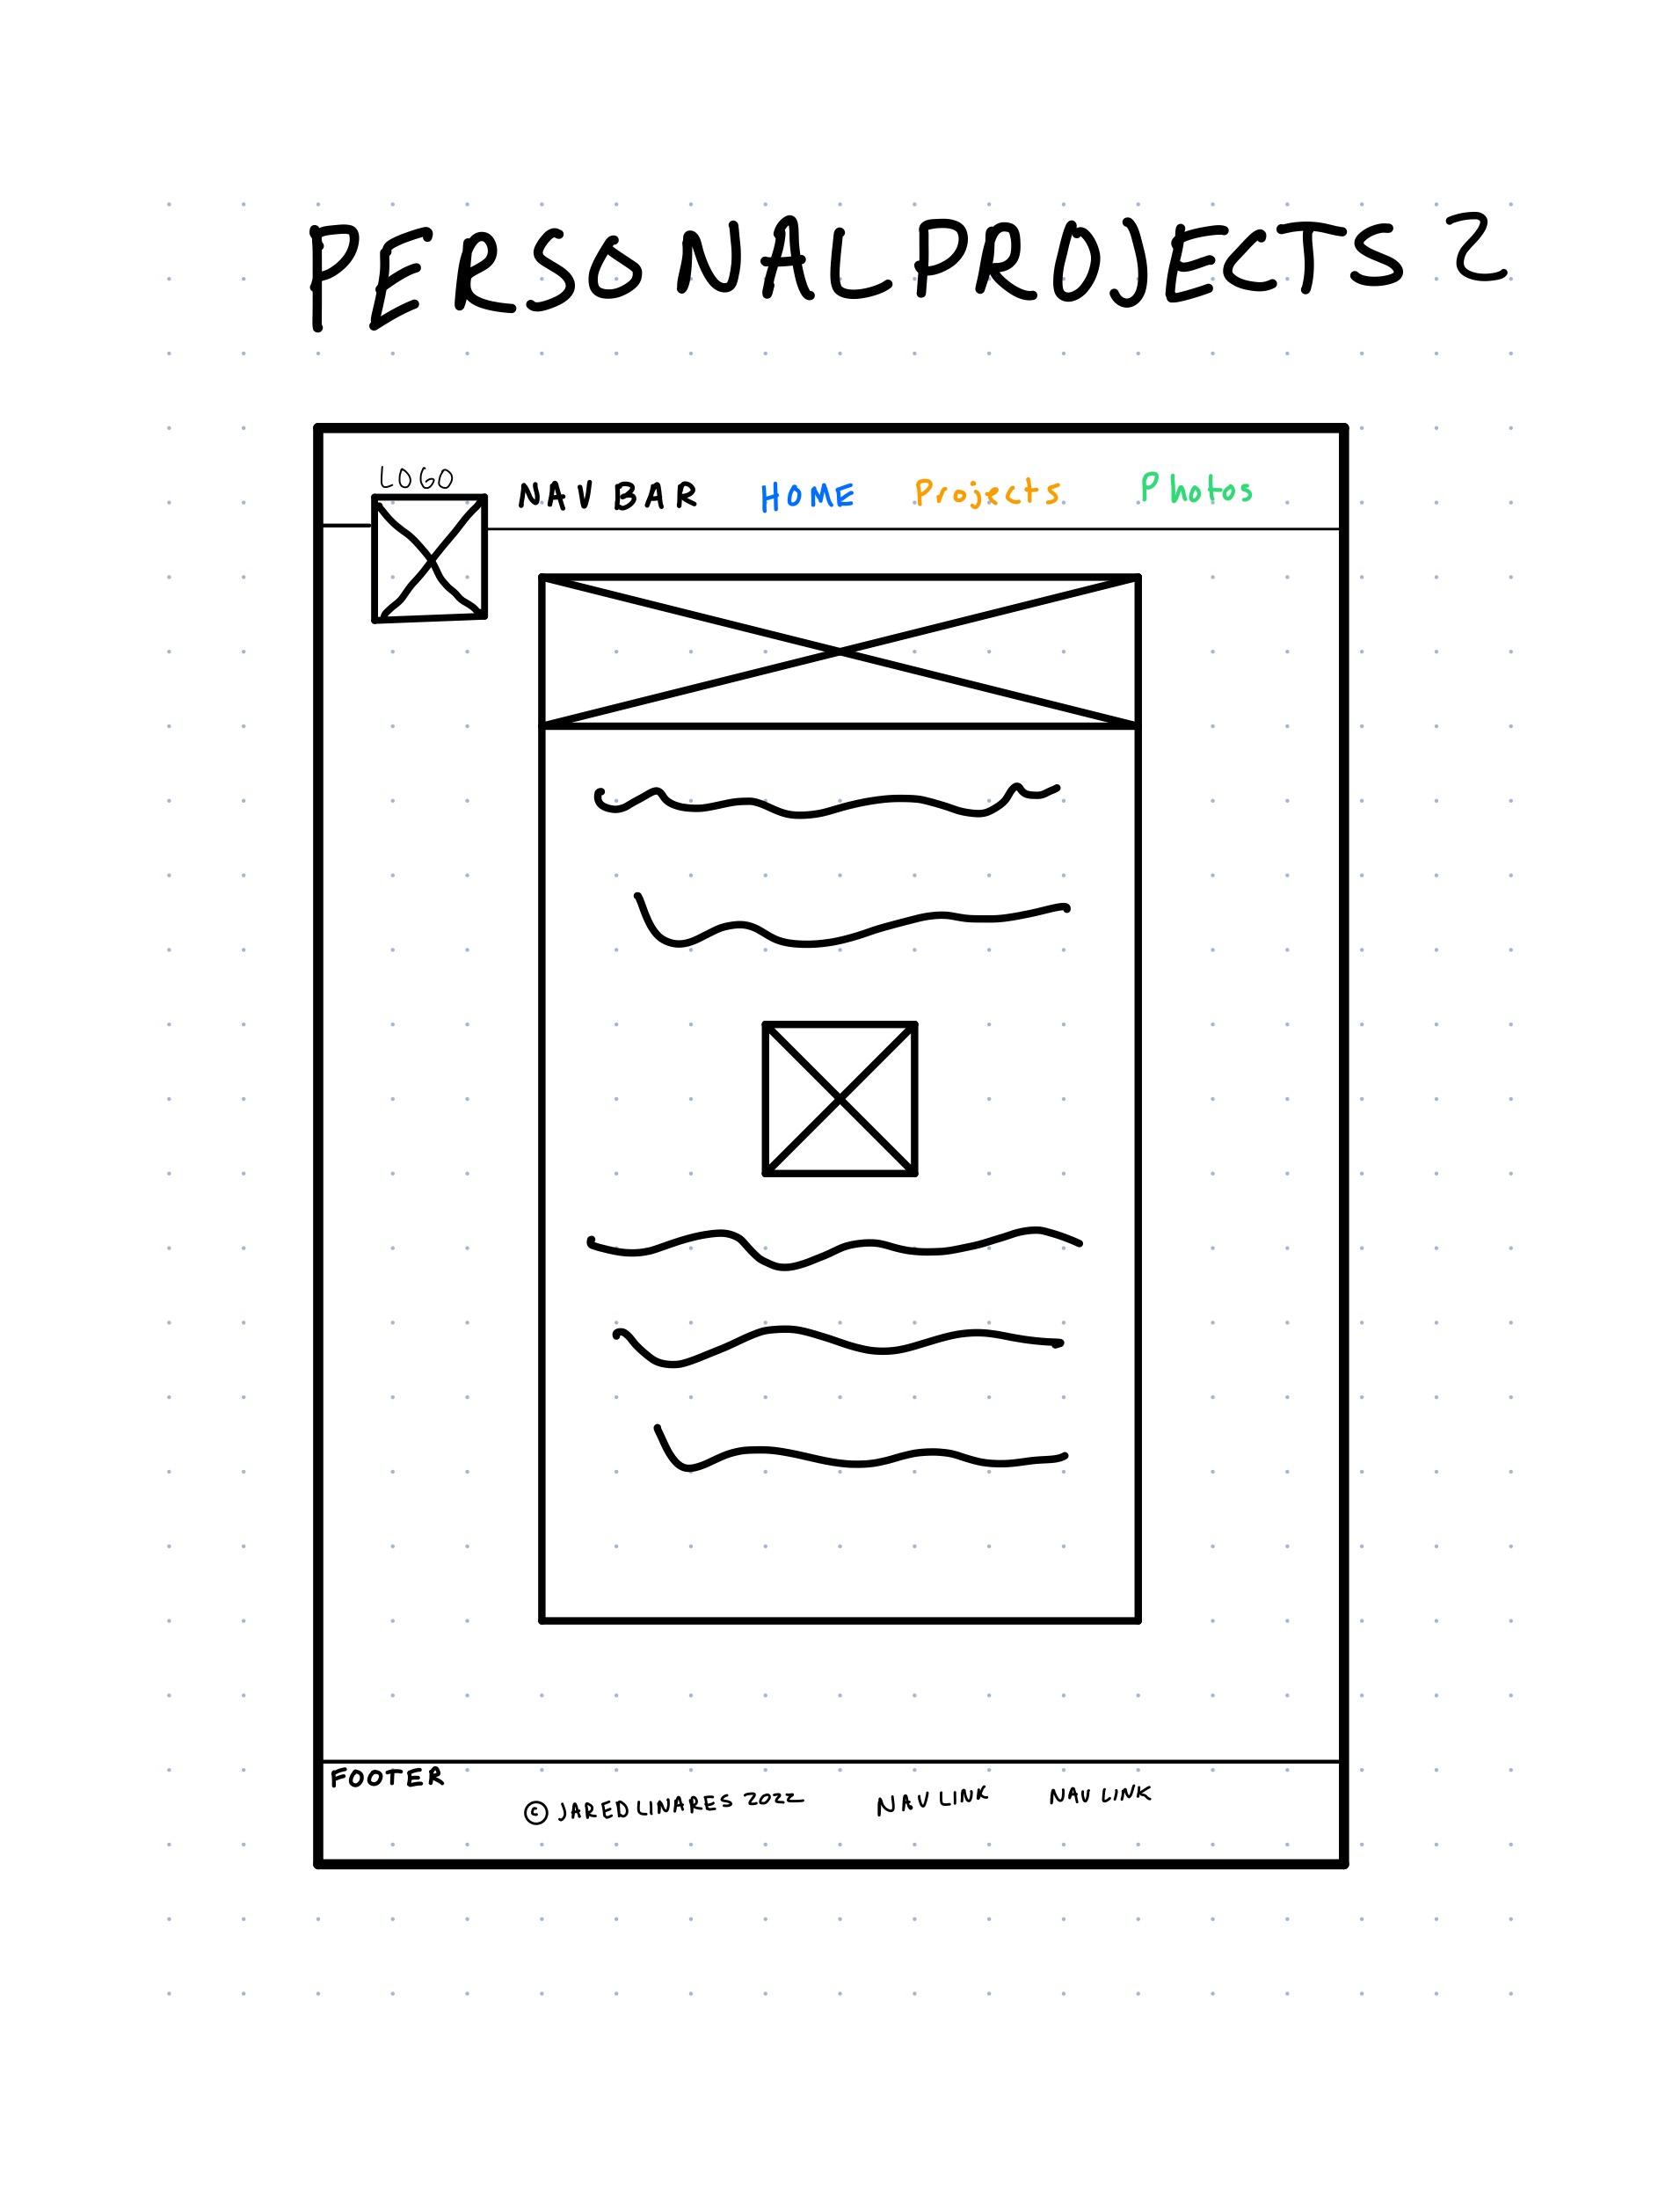 PERSONAL PROJECTS 2
LOGO
NAV BAR HOME Projects Photos
FOOTER
© JARED LINARES 2022 NAV LINK NAV LINK